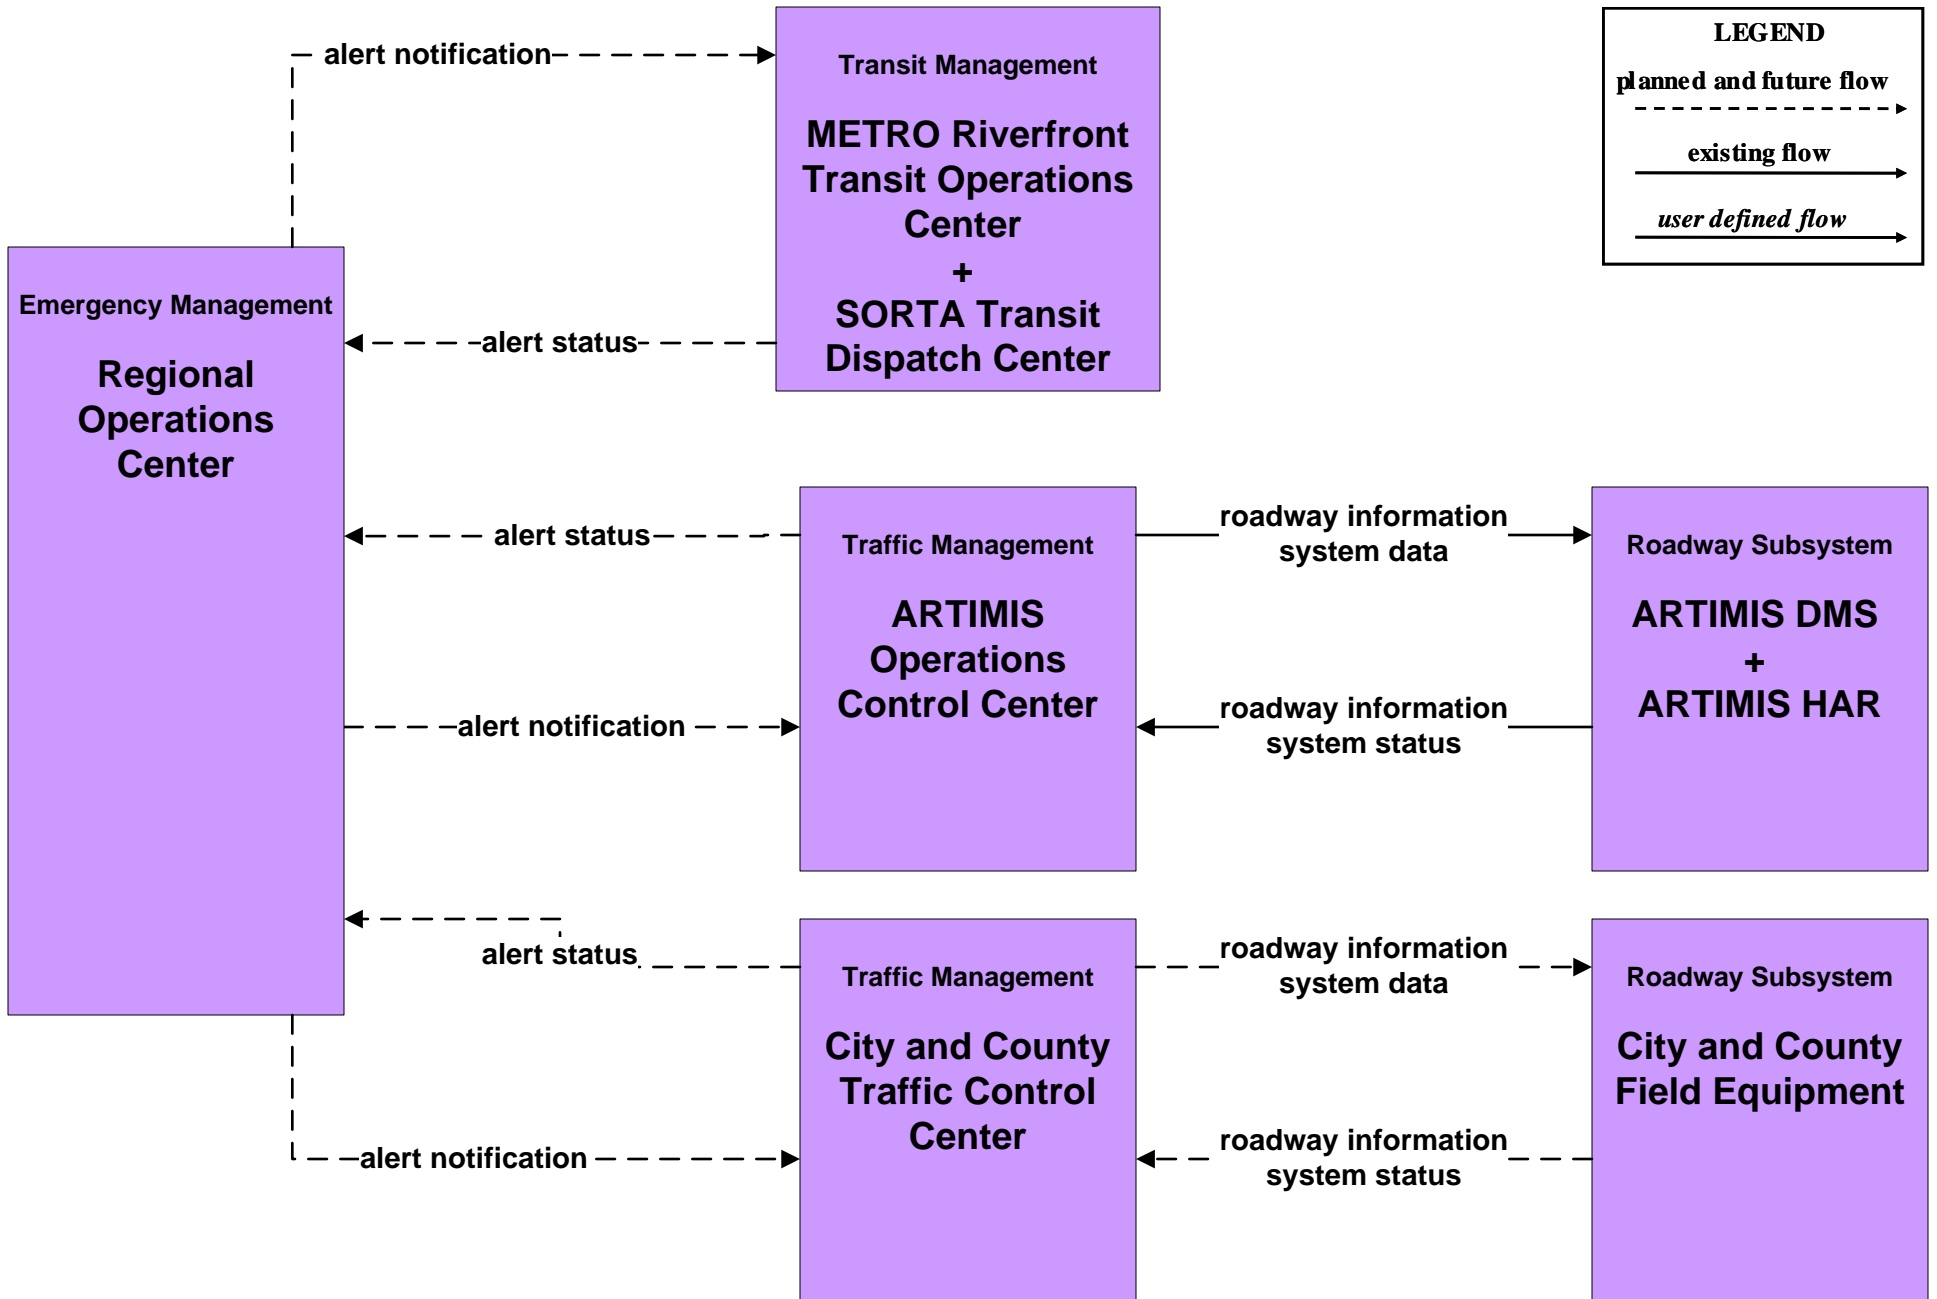 alert notification
Transit Management
METRO Riverfront
Transit Operations
Center
+
SORTA Transit
Dispatch Center
LEGEND
planned and future flow
existing flow
user defined flow
Emergency Management
Regional
Operations
Center
alert status
alert status
alert notification
Traffic Management
ARTIMIS
Operations
Control Center
roadway information
system data
roadway information
system status
Roadway Subsystem
ARTIMIS DMS
+
ARTIMIS HAR
alert status
alert notification
Traffic Management
City and County
Traffic Control
Center
roadway information
system data
roadway information
system status
Roadway Subsystem
City and County
Field Equipment